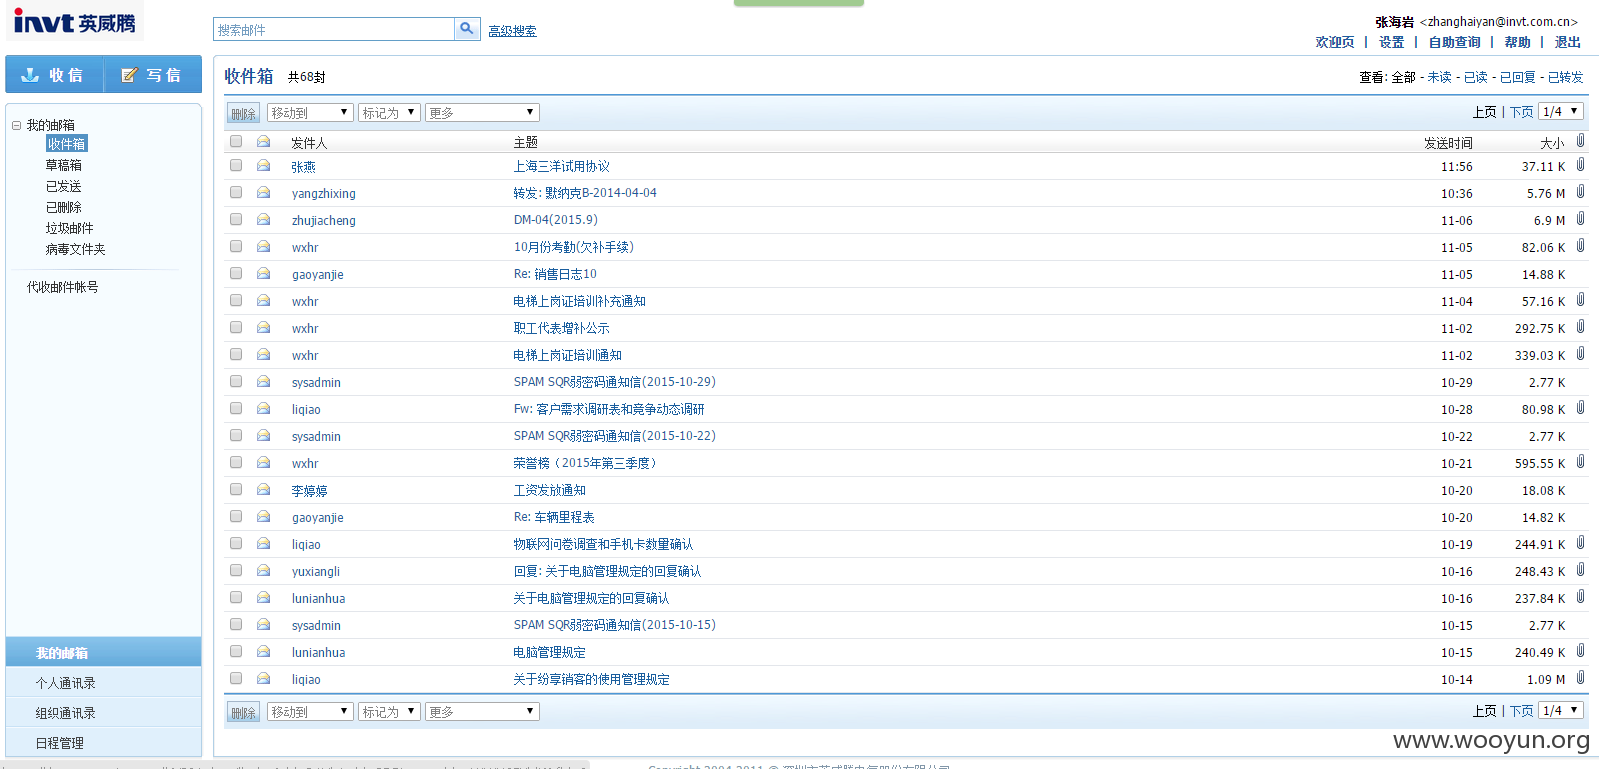 invt 英威腾
搜索邮件
高级搜索
张海岩 <zhanghaiyan@invt.com.cn>
欢迎页 | 设置 | 自助查询 | 帮助 | 退出
收信 写信
收件箱 共68封
查看: 全部 - 未读 - 已读 - 已回复 - 已转发
删除 移动到 标记为 更多
上页 | 下页 1/4
我的邮箱
收件箱
草稿箱
已发送
已删除
垃圾邮件
病毒文件夹
代收邮件帐号
发件人 主题 发送时间 大小
张燕 上海三洋试用协议 11:56 37.11 K
yangzhixing 转发: 默纳克B-2014-04-04 10:36 5.76 M
zhujiacheng DM-04(2015.9) 11-06 6.9 M
wxhr 10月份考勤(欠补手续) 11-05 82.06 K
gaoyanjie Re: 销售日志10 11-05 14.88 K
wxhr 电梯上岗证培训补充通知 11-04 57.16 K
wxhr 职工代表增补公示 11-02 292.75 K
wxhr 电梯上岗证培训通知 11-02 339.03 K
sysadmin SPAM SQR弱密码通知信(2015-10-29) 10-29 2.77 K
liqiao Fw: 客户需求调研表和竞争动态调研 10-28 80.98 K
sysadmin SPAM SQR弱密码通知信(2015-10-22) 10-22 2.77 K
wxhr 荣誉榜（2015年第三季度） 10-21 595.55 K
李婷婷 工资发放通知 10-20 18.08 K
gaoyanjie Re: 车辆里程表 10-20 14.82 K
liqiao 物联网问卷调查和手机卡数量确认 10-19 244.91 K
yuxiangli 回复: 关于电脑管理规定的回复确认 10-16 248.43 K
lunianhua 关于电脑管理规定的回复确认 10-16 237.84 K
sysadmin SPAM SQR弱密码通知信(2015-10-15) 10-15 2.77 K
lunianhua 电脑管理规定 10-15 240.49 K
liqiao 关于纷享销客的使用管理规定 10-14 1.09 M
我的邮箱
个人通讯录
组织通讯录
日程管理
删除 移动到 标记为 更多
上页 | 下页 1/4
www.wooyun.org